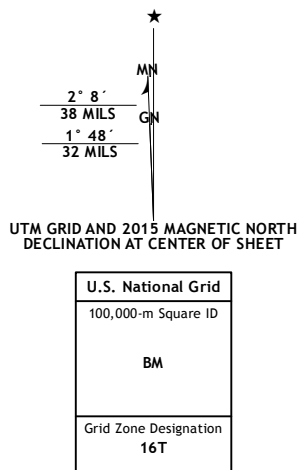 ★
MN
2° 8´
38 MILS
GN
1° 48´
32 MILS
UTM GRID AND 2015 MAGNETIC NORTH
DECLINATION AT CENTER OF SHEET
U.S. National Grid
100,000-m Square ID
BM
Grid Zone Designation
16T